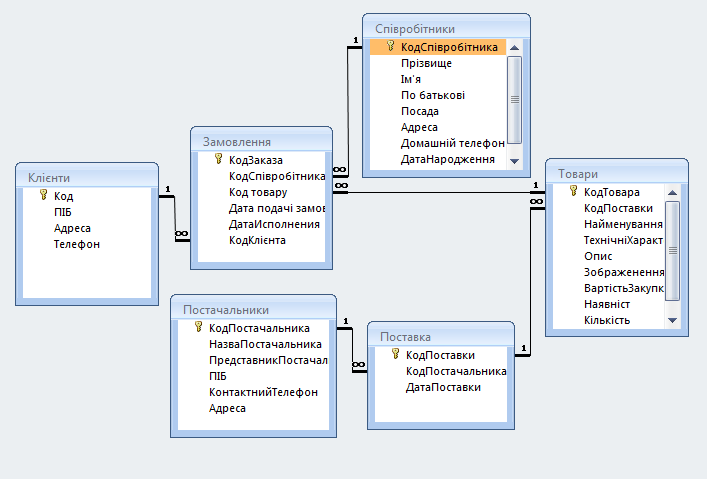 Співробітники
КодСпівробітника
Прізвище
Ім'я
По батькові
Посада
Адреса
Домашній телефон
ДатаНародження
Замовлення
КодЗаказа
КодСпівробітника
Код товару
Дата подачі замов
ДатаИсполнения
КодКлієнта
Клієнти
Код
ПІБ
Адреса
Телефон
Товари
КодТовара
КодПоставки
Найменування
ТехнічніХаракт
Опис
Зображенення
ВартістьЗакупк
Наявніст
Кількість
Постачальники
КодПостачальника
НазваПостачальника
ПредставникПостачал
ПІБ
КонтактнийТелефон
Адреса
Поставка
КодПоставки
КодПостачальника
ДатаПоставки
1
∞
1
∞
∞
1
1
∞
1
∞